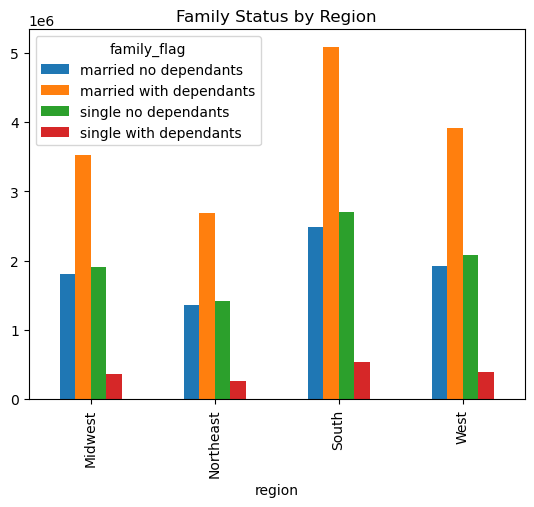 Family Status by Region
1e6
family_flag
married no dependants
married with dependants
single no dependants
single with dependants
5
4
3
2
1
0
Midwest
Northeast
South
West
region